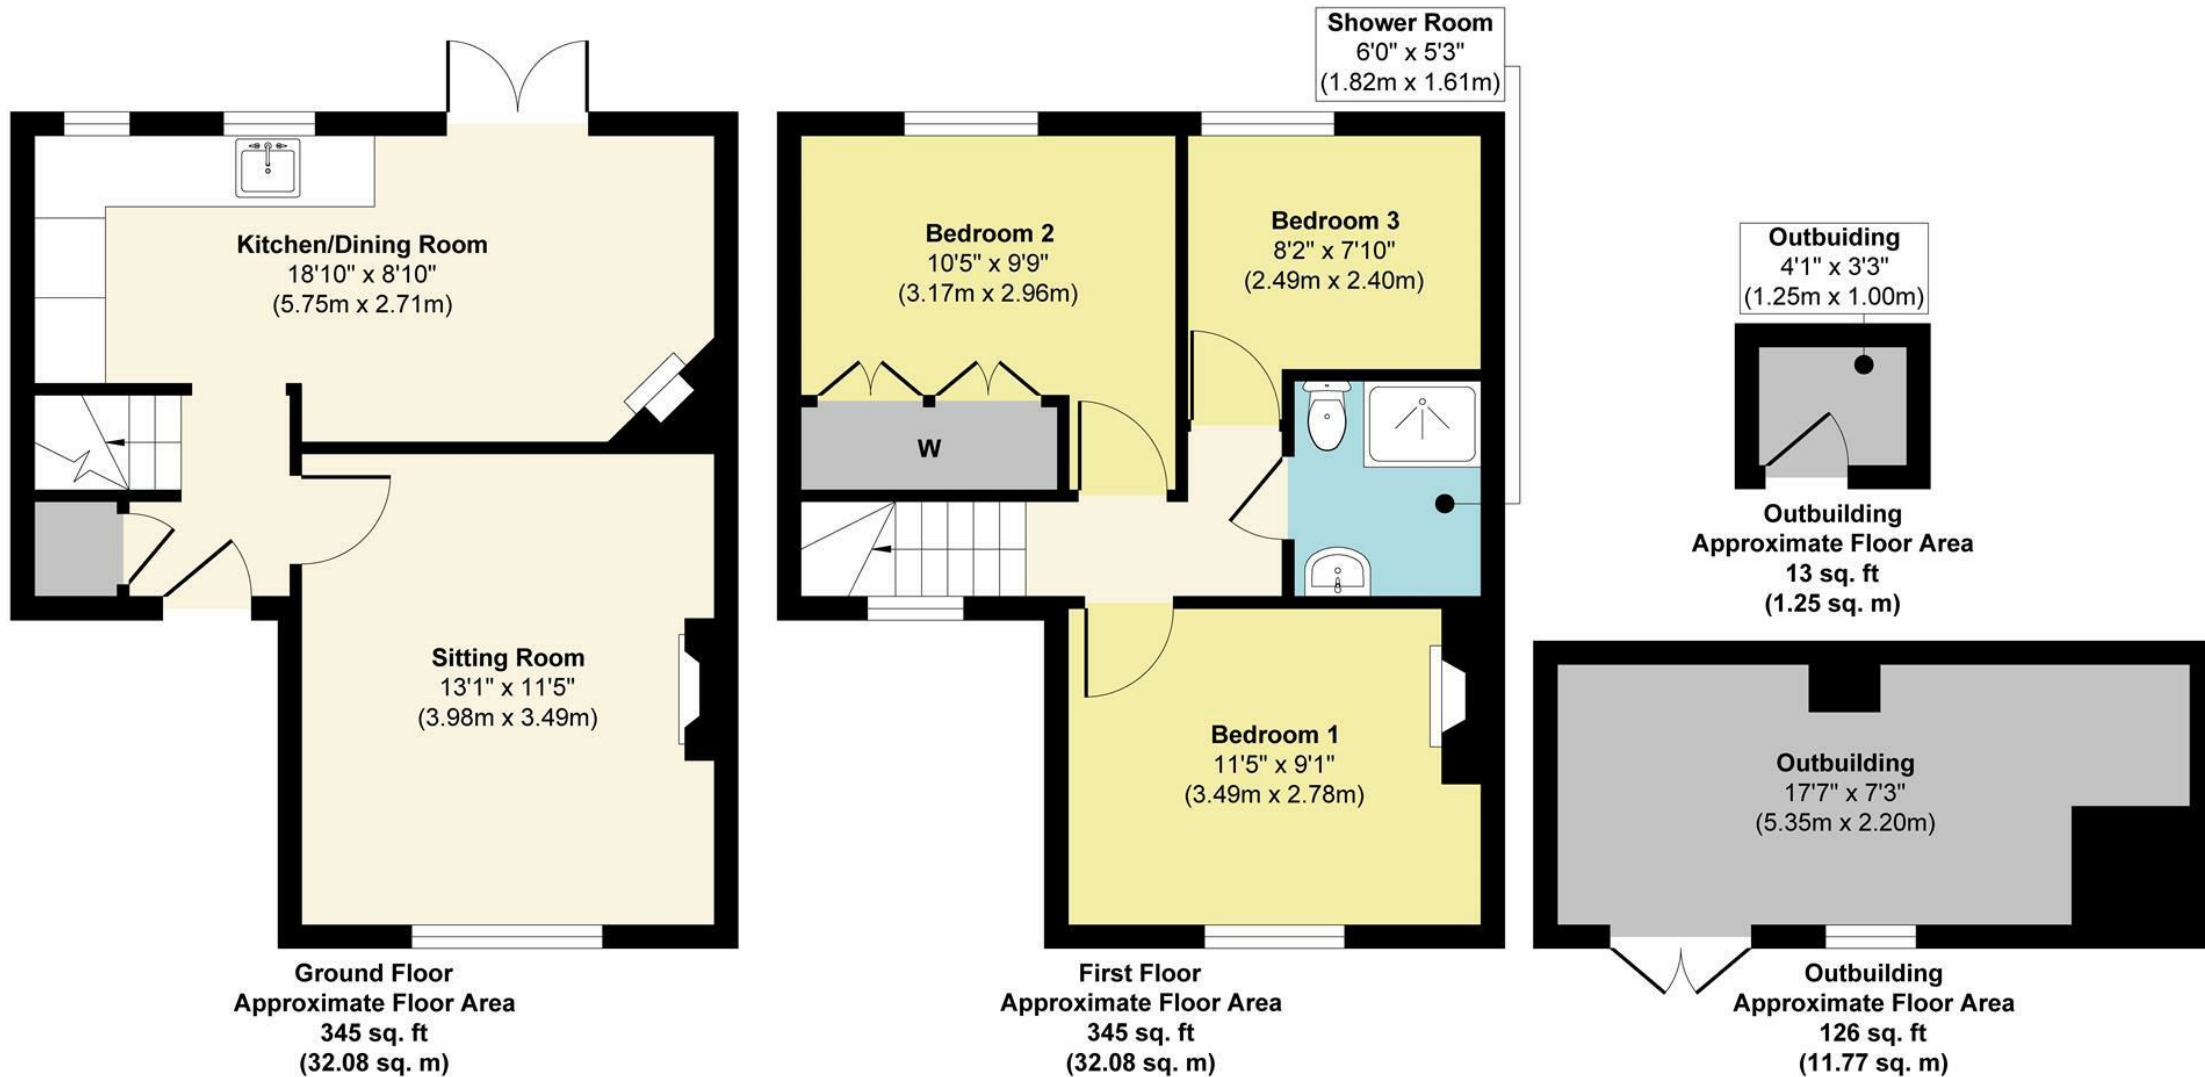 Shower Room
6'0" x 5'3"
(1.82m x 1.61m)
Kitchen/Dining Room
18'10" x 8'10"
(5.75m x 2.71m)
Sitting Room
13'1" x 11'5"
(3.98m x 3.49m)
Ground Floor
Approximate Floor Area
345 sq. ft
(32.08 sq. m)
Bedroom 2
10'5" x 9'9"
(3.17m x 2.96m)
Bedroom 3
8'2" x 7'10"
(2.49m x 2.40m)
W
Bedroom 1
11'5" x 9'1"
(3.49m x 2.78m)
First Floor
Approximate Floor Area
345 sq. ft
(32.08 sq. m)
Outbuiding
4'1" x 3'3"
(1.25m x 1.00m)
Outbuilding
Approximate Floor Area
13 sq. ft
(1.25 sq. m)
Outbuilding
17'7" x 7'3"
(5.35m x 2.20m)
Outbuilding
Approximate Floor Area
126 sq. ft
(11.77 sq. m)